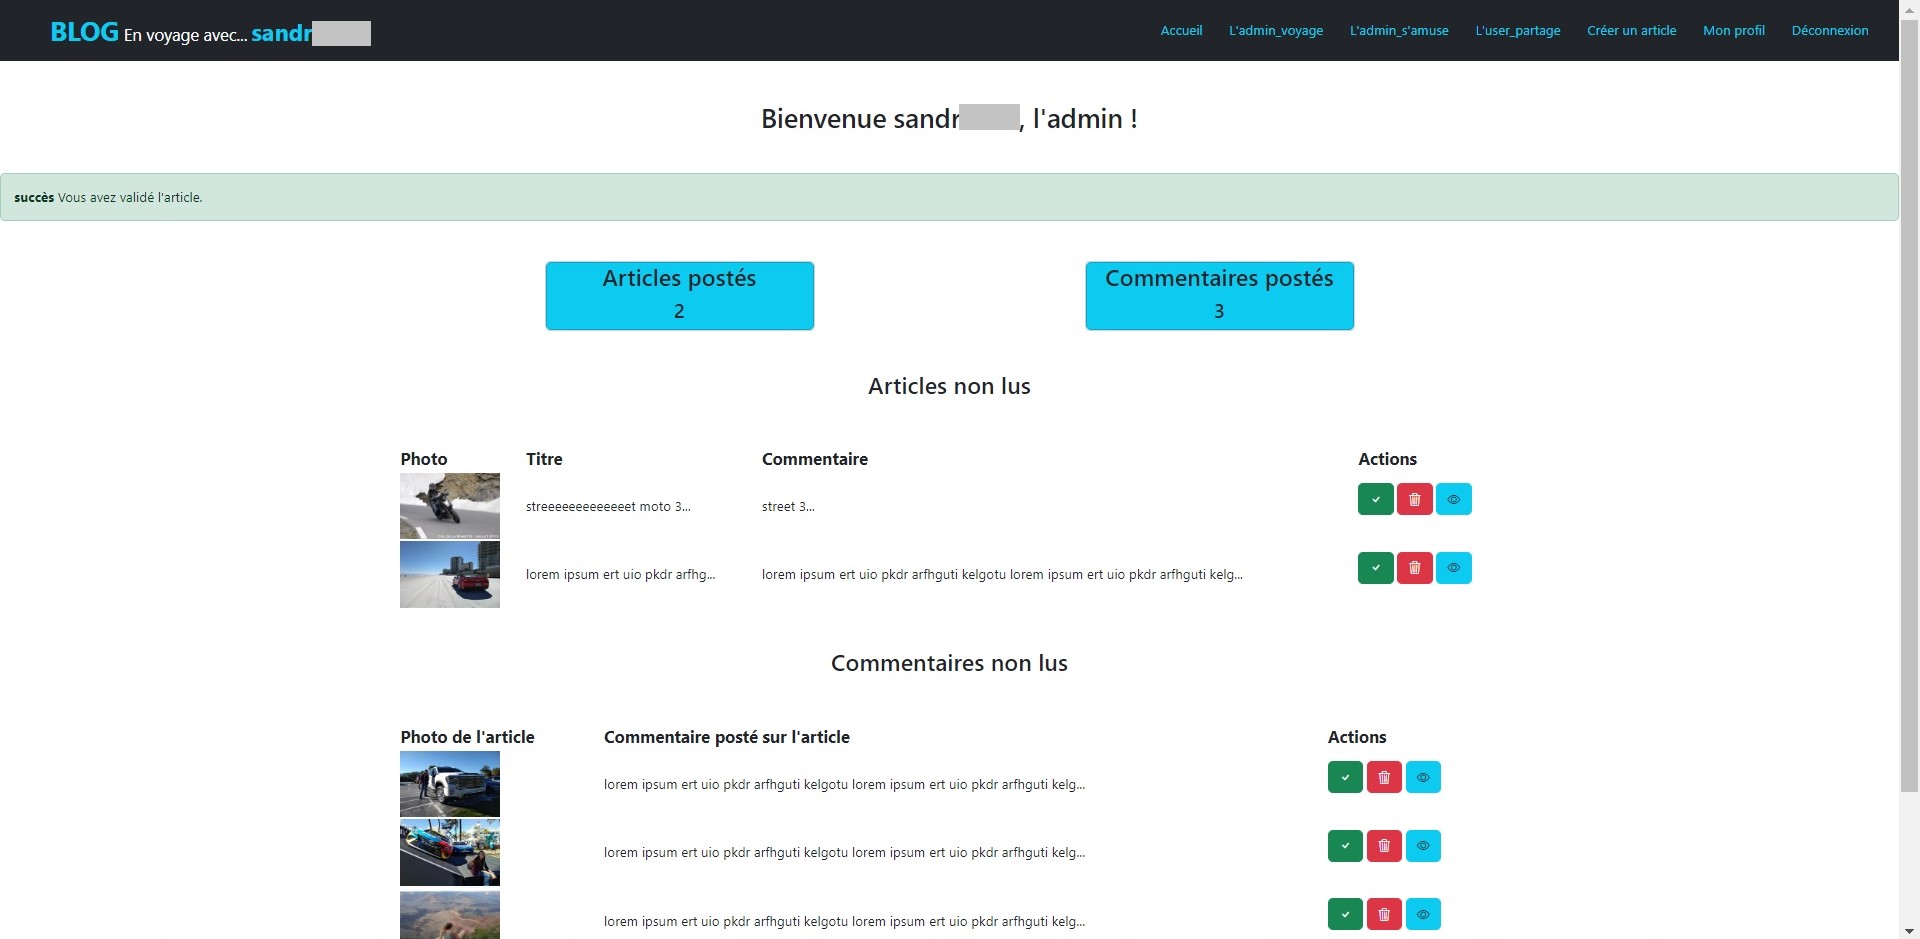 BLOG En voyage avec... sandr
Accueil L'admin_voyage L'admin_s'amuse L'user_partage Créer un article Mon profil Déconnexion
Bienvenue sandr, l'admin !
succès Vous avez validé l'article.
Articles postés
2
Commentaires postés
3
Articles non lus
Photo Titre Commentaire Actions
streeeeeeeeeeeeet moto 3... street 3...
lorem ipsum ert uio pkdr arfhg... lorem ipsum ert uio pkdr arfhguti kelgotu lorem ipsum ert uio pkdr arfhguti kelg...
Commentaires non lus
Photo de l'article Commentaire posté sur l'article Actions
lorem ipsum ert uio pkdr arfhguti kelgotu lorem ipsum ert uio pkdr arfhguti kelg...
lorem ipsum ert uio pkdr arfhguti kelgotu lorem ipsum ert uio pkdr arfhguti kelg...
lorem ipsum ert uio pkdr arfhguti kelgotu lorem ipsum ert uio pkdr arfhguti kelg...